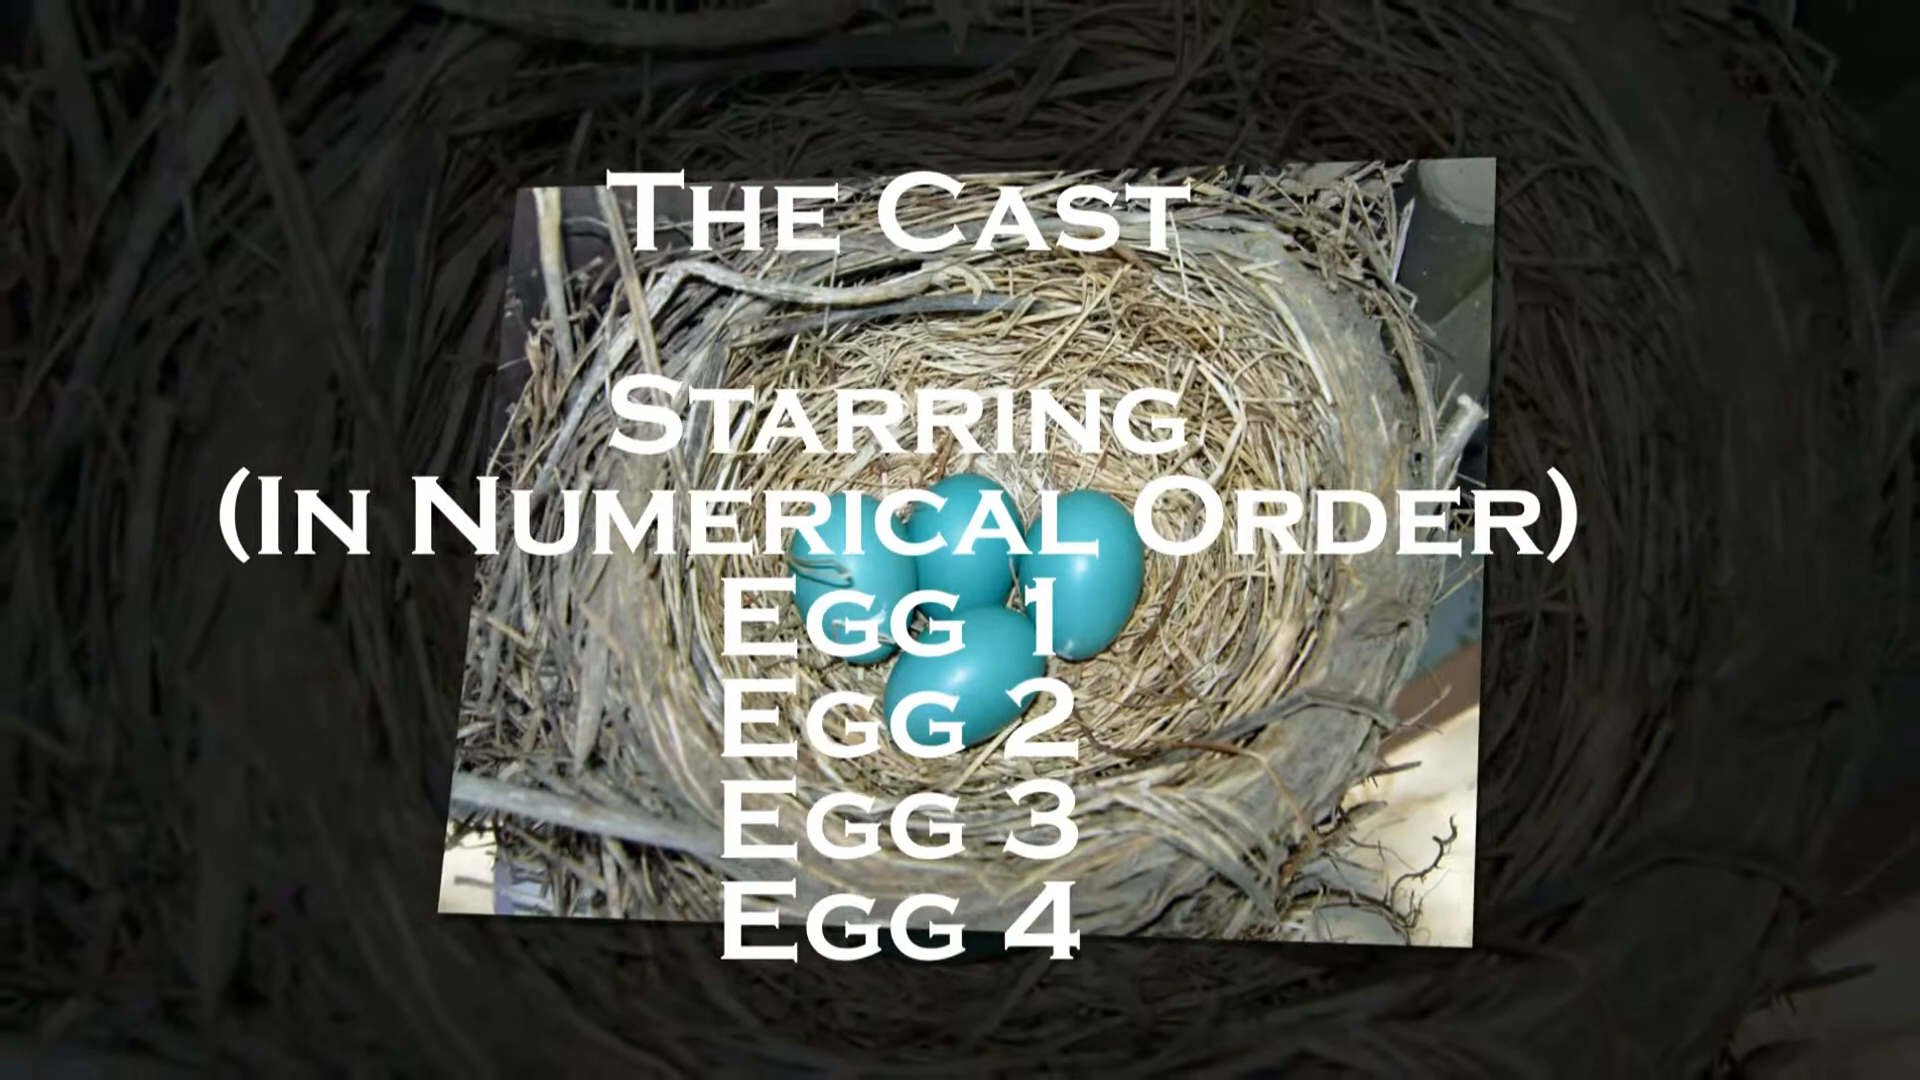 The Cast
Starring
(In Numerical Order)
Egg 1
Egg 2
Egg 3
Egg 4